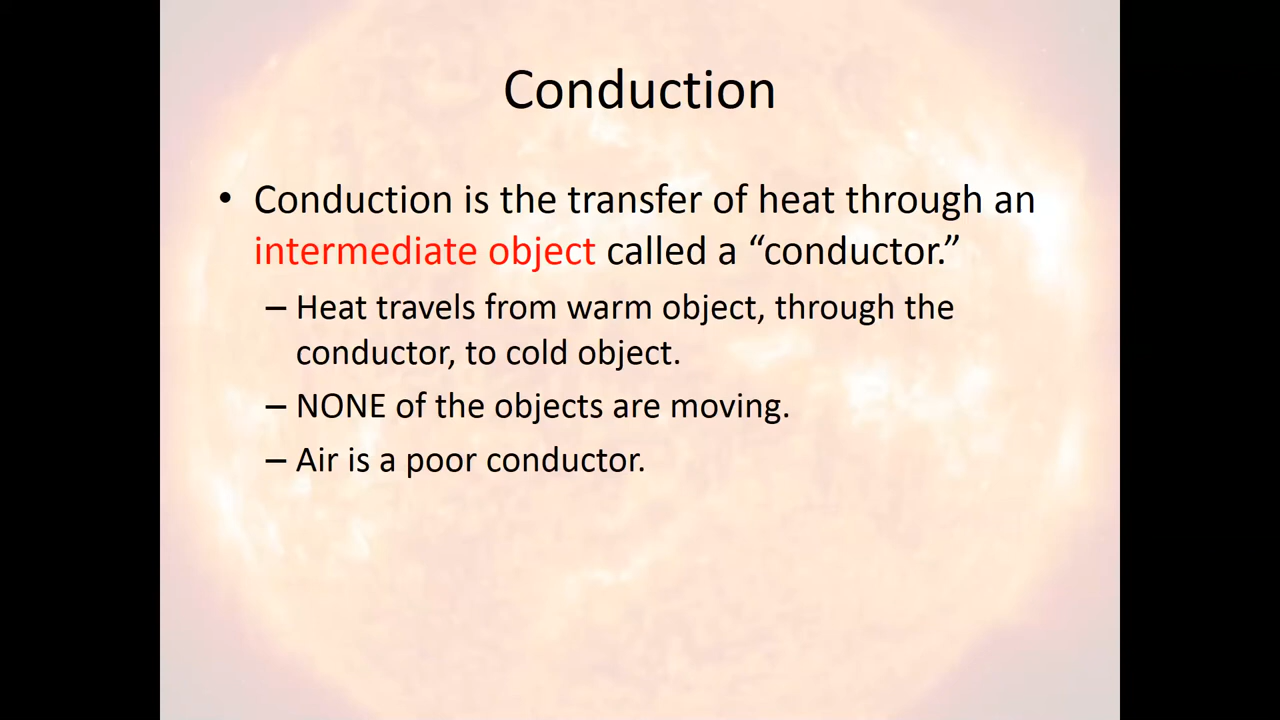 Conduction
• Conduction is the transfer of heat through an
intermediate object called a “conductor.”
– Heat travels from warm object, through the
conductor, to cold object.
– NONE of the objects are moving.
– Air is a poor conductor.